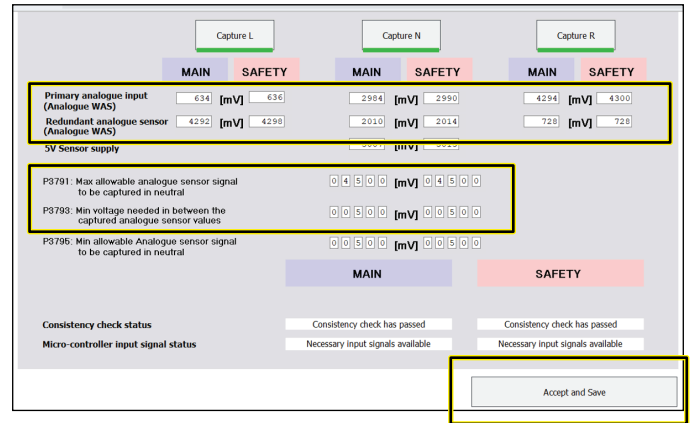 Capture L Capture N Capture R
MAIN SAFETY MAIN SAFETY MAIN SAFETY
Primary analogue input 634 [mV] 636 2984 [mV] 2990 4294 [mV] 4300
(Analogue WAS)
Redundant analogue sensor 4292 [mV] 4298 2010 [mV] 2014 728 [mV] 728
(Analogue WAS)
5V Sensor supply [mV]
P3791: Max allowable analogue sensor signal 04500 [mV] 04500
to be captured in neutral
P3793: Min voltage needed in between the 00500 [mV] 00500
captured analogue sensor values
P3795: Min allowable Analogue sensor signal 00500 [mV] 00500
to be captured in neutral
MAIN SAFETY
Consistency check status Consistency check has passed Consistency check has passed
Micro-controller input signal status Necessary input signals available Necessary input signals available
Accept and Save